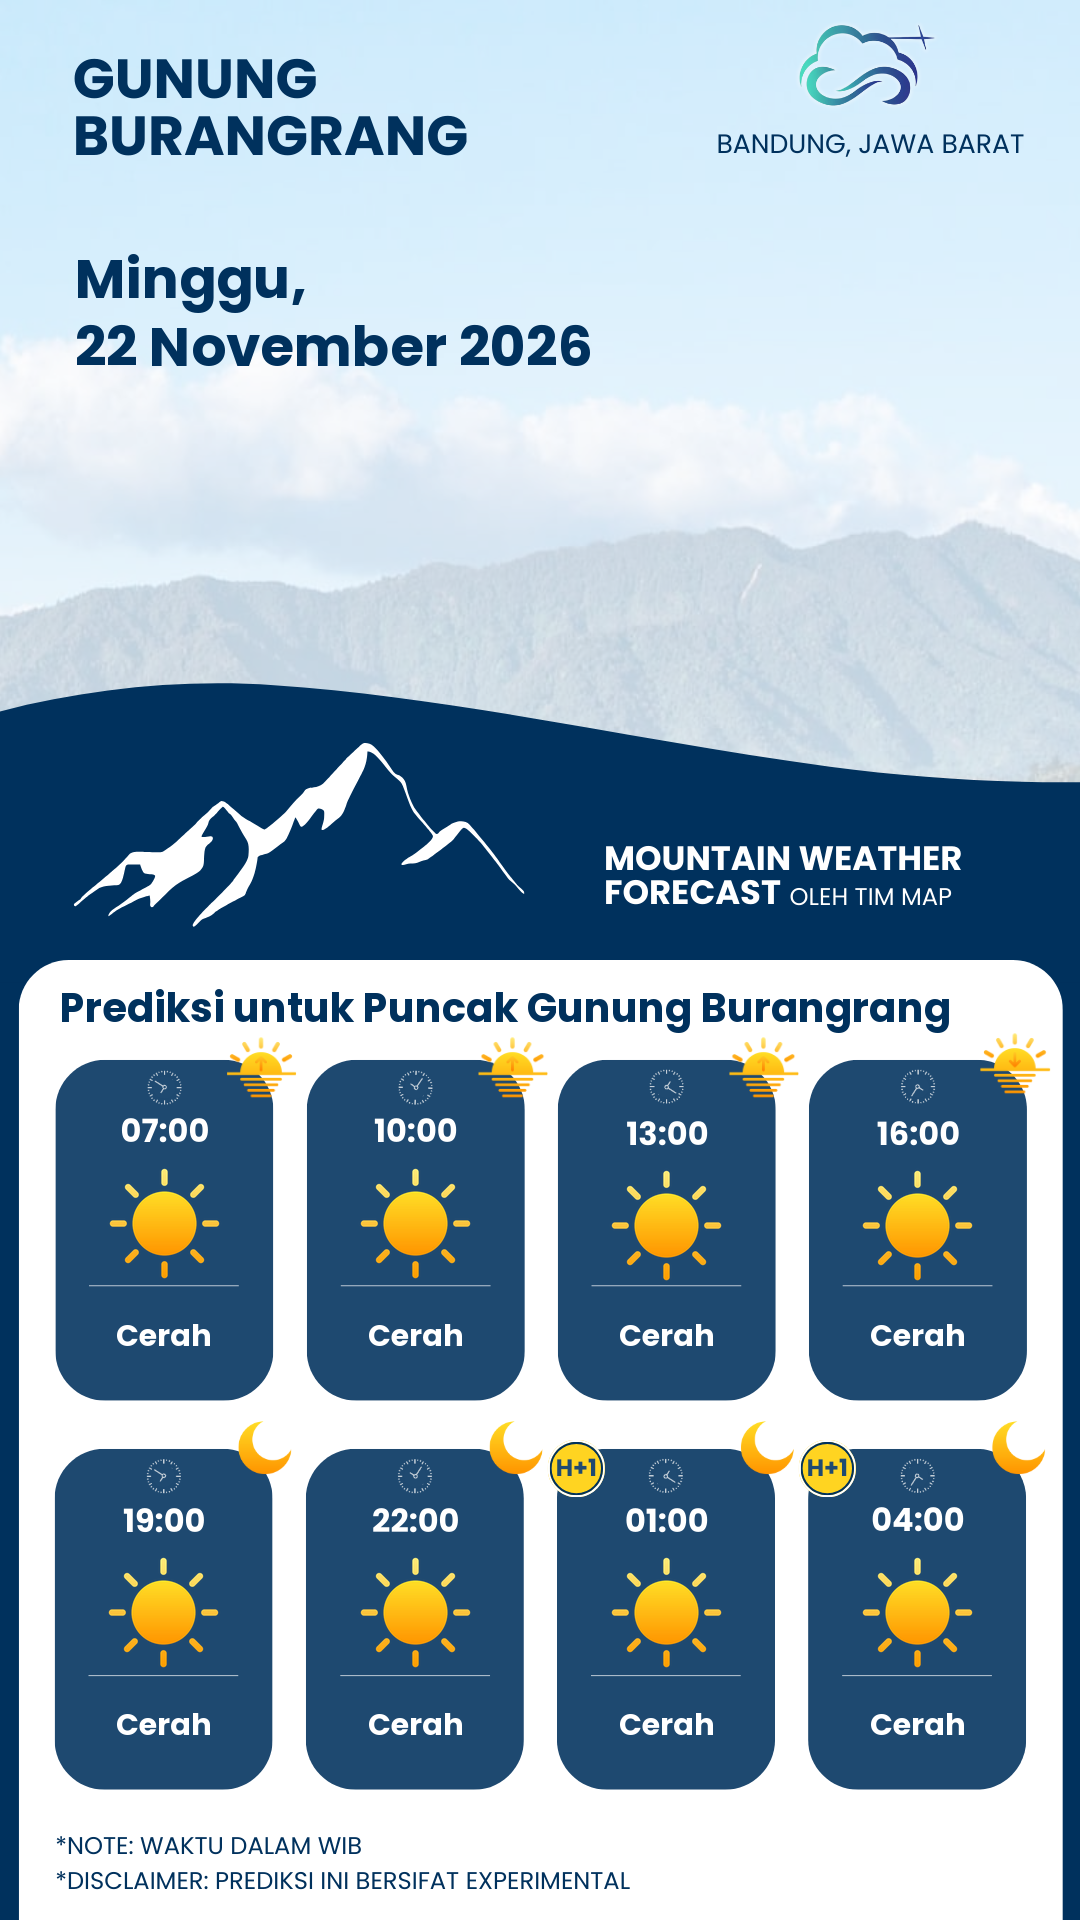 GUNUNG
BURANGRANG
BANDUNG, JAWA BARAT
Minggu,
22 November 2026
MOUNTAIN WEATHER
FORECAST OLEH TIM MAP
Prediksi untuk Puncak Gunung Burangrang
07:00 10:00 13:00 16:00
Cerah Cerah Cerah Cerah
H+1 H+1
19:00 22:00 01:00 04:00
Cerah Cerah Cerah Cerah
*NOTE: WAKTU DALAM WIB
*DISCLAIMER: PREDIKSI INI BERSIFAT EXPERIMENTAL